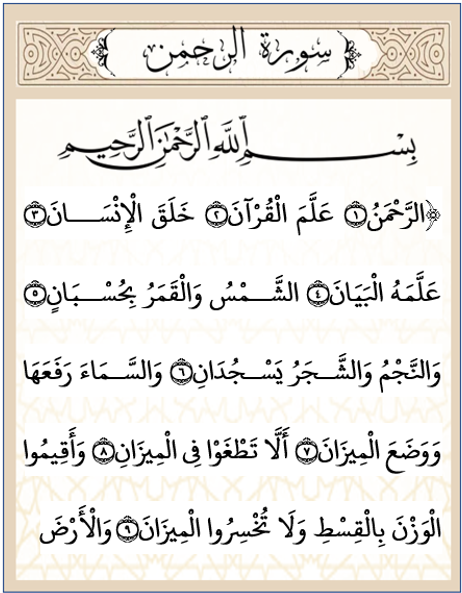 سورة الرحمن
بِسْمِ اللَّهِ الرَّحْمَٰنِ الرَّحِيمِ
﴿الرَّحْمَنُ۝١ عَلَّمَ الْقُرْآنَ۝٢ خَلَقَ الْإِنْسَانَ۝٣
عَلَّمَهُ الْبَيَانَ۝٤ الشَّمْسُ وَالْقَمَرُ بِحُسْبَانٍ۝٥
وَالنَّجْمُ وَالشَّجَرُ يَسْجُدَانِ۝٦ وَالسَّمَاءَ رَفَعَهَا
وَوَضَعَ الْمِيزَانَ۝٧ أَلَّا تَطْغَوْا فِي الْمِيزَانِ۝٨ وَأَقِيمُوا
الْوَزْنَ بِالْقِسْطِ وَلَا تُخْسِرُوا الْمِيزَانَ۝٩ وَالْأَرْضَ